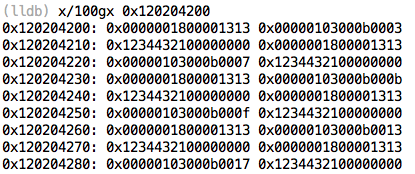 (lldb) x/100gx 0x120204200
0x120204200: 0x0000001800001313 0x00000103000b0003
0x120204210: 0x1234432100000000 0x0000001800001313
0x120204220: 0x00000103000b0007 0x1234432100000000
0x120204230: 0x0000001800001313 0x00000103000b000b
0x120204240: 0x1234432100000000 0x0000001800001313
0x120204250: 0x00000103000b000f 0x1234432100000000
0x120204260: 0x0000001800001313 0x00000103000b0013
0x120204270: 0x1234432100000000 0x0000001800001313
0x120204280: 0x00000103000b0017 0x1234432100000000